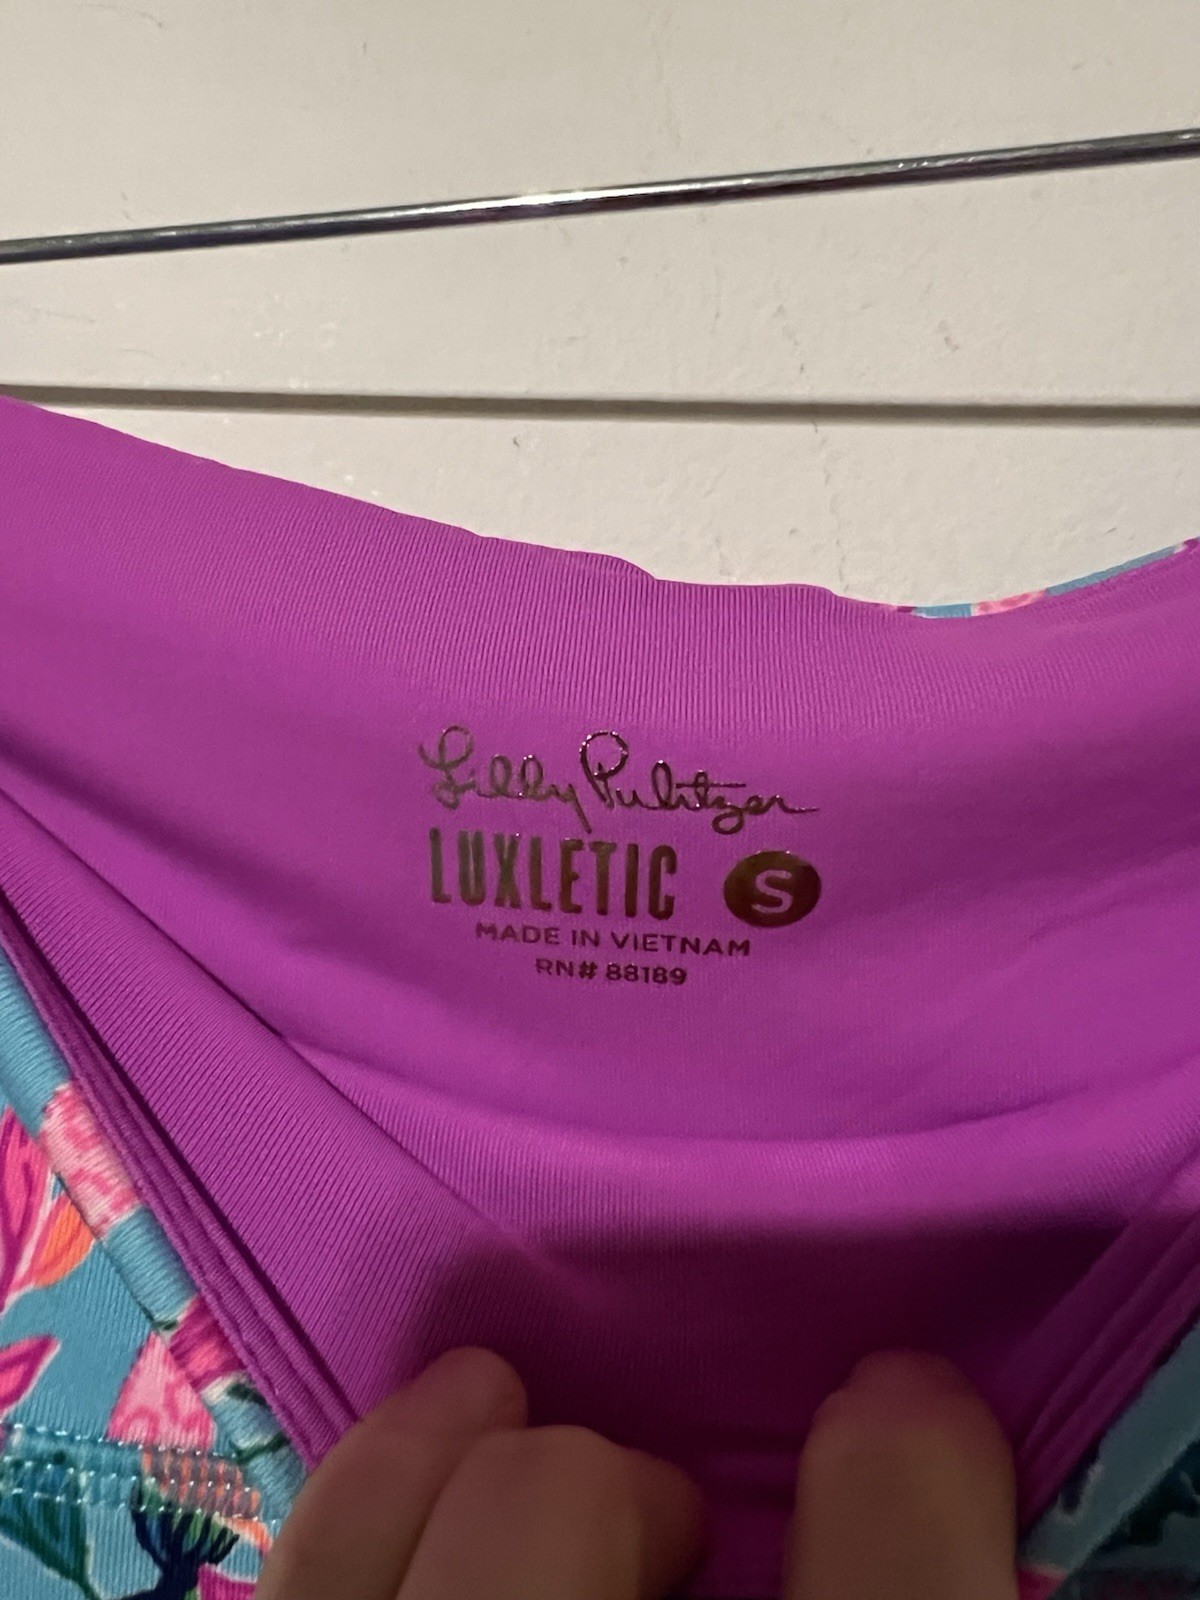 Lilly Pulitzer
LUXLETIC S
MADE IN VIETNAM
RN# 88189